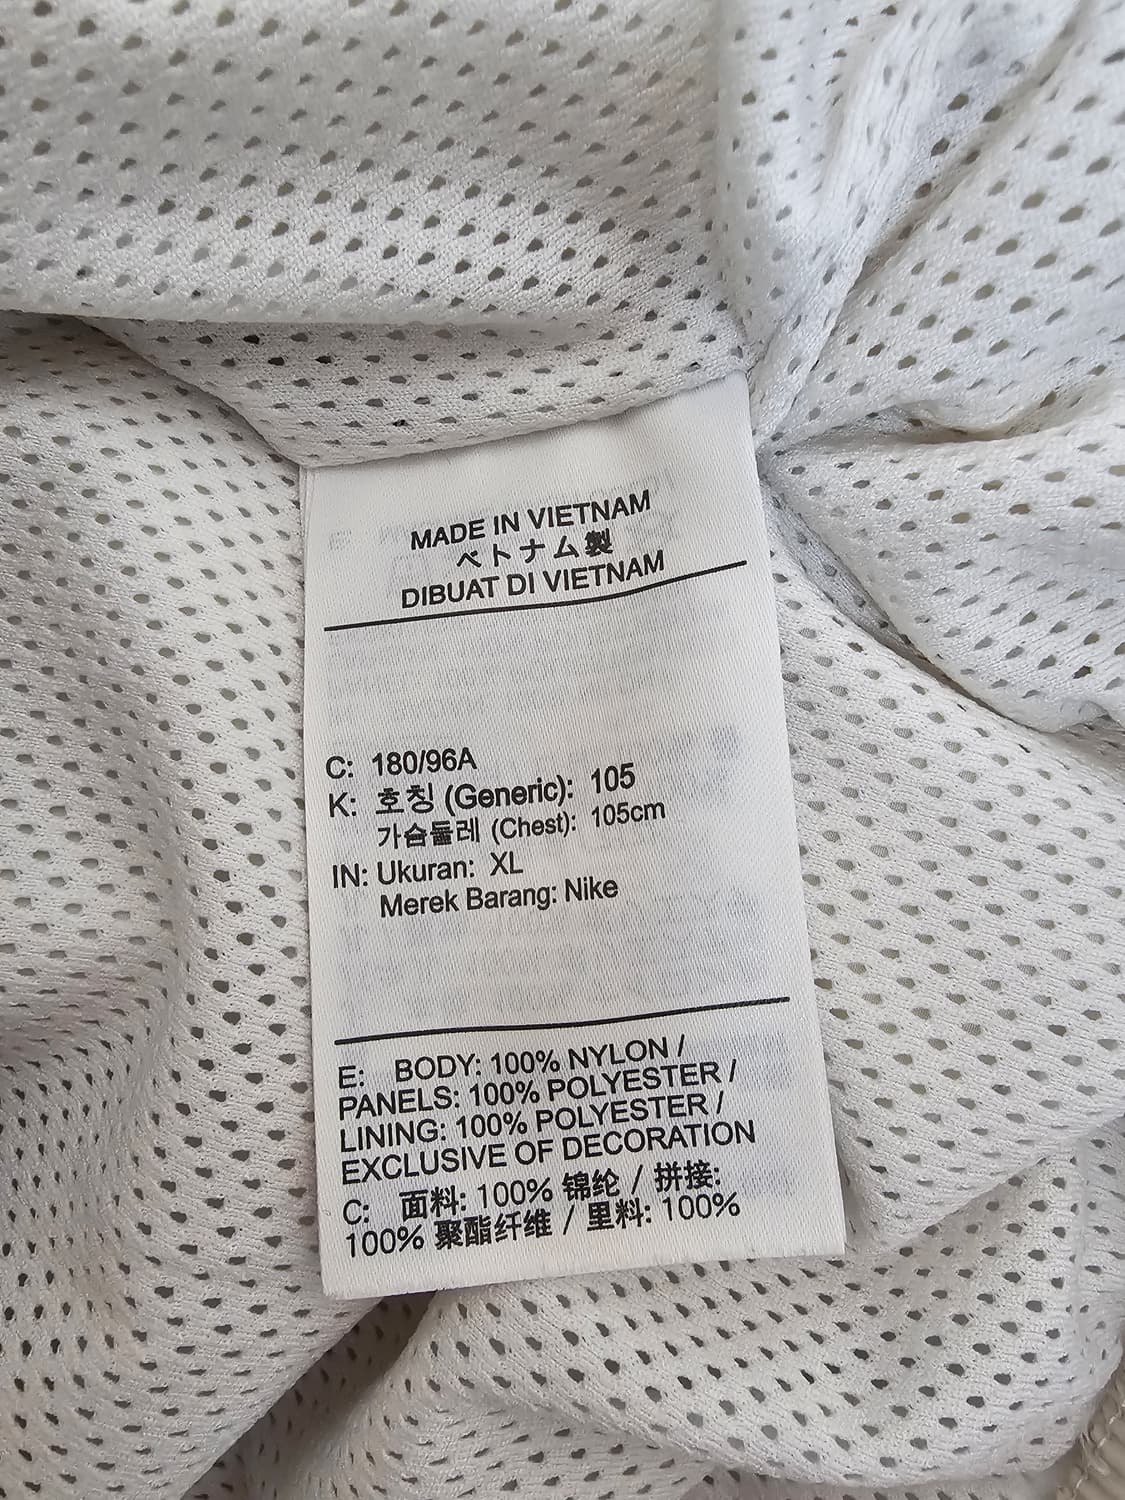 MADE IN VIETNAM
ベトナム製
DIBUAT DI VIETNAM
C: 180/96A
K: 호칭 (Generic): 105
가슴둘레 (Chest): 105cm
IN: Ukuran: XL
Merek Barang: Nike
E: BODY: 100% NYLON /
PANELS: 100% POLYESTER /
LINING: 100% POLYESTER /
EXCLUSIVE OF DECORATION
C: 面料: 100% 锦纶 / 拼接:
100% 聚酯纤维 / 里料: 100%